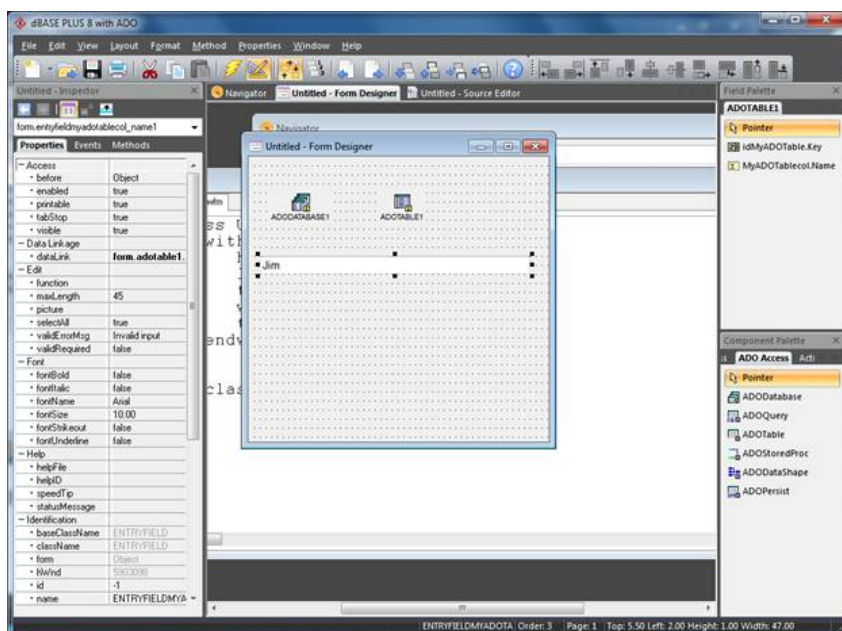 dBASE PLUS 8 with ADO
File Edit View Layout Format Method Properties Window Help
Untitled - Inspector
form.entryfieldmyadotablecol_name1
Properties Events Methods
Access
before Object
enabled true
printable true
tabStop true
visible true
Data Linkage
dataLink form.adotable1.
Edit
function
maxLength 45
picture
selectAll true
validErrorMsg Invalid input
validRequired false
Font
fontBold false
fontItalic false
fontName Arial
fontSize 10.00
fontStrikeout false
fontUnderline false
Help
helpFile
helpID
speedTip
statusMessage
Identification
baseClassName ENTRYFIELD
className ENTRYFIELD
form Object
hWnd
id -1
name ENTRYFIELDMYA
Navigator Untitled - Form Designer Untitled - Source Editor
Navigator
Untitled - Form Designer
ADODATABASE1 ADOTABLE1
Jim
ss
with
endw
clas
Field Palette
ADOTABLE1
Pointer
idMyADOTable.Key
MyADOTablecol.Name
Component Palette
ADO Access Acti
Pointer
ADODatabase
ADOQuery
ADOTable
ADOStoredProc
ADODataShape
ADOPersist
ENTRYFIELDMYADOTA Order: 3 Page: 1 Top: 5.50 Left: 2.00 Height: 1.00 Width: 47.00